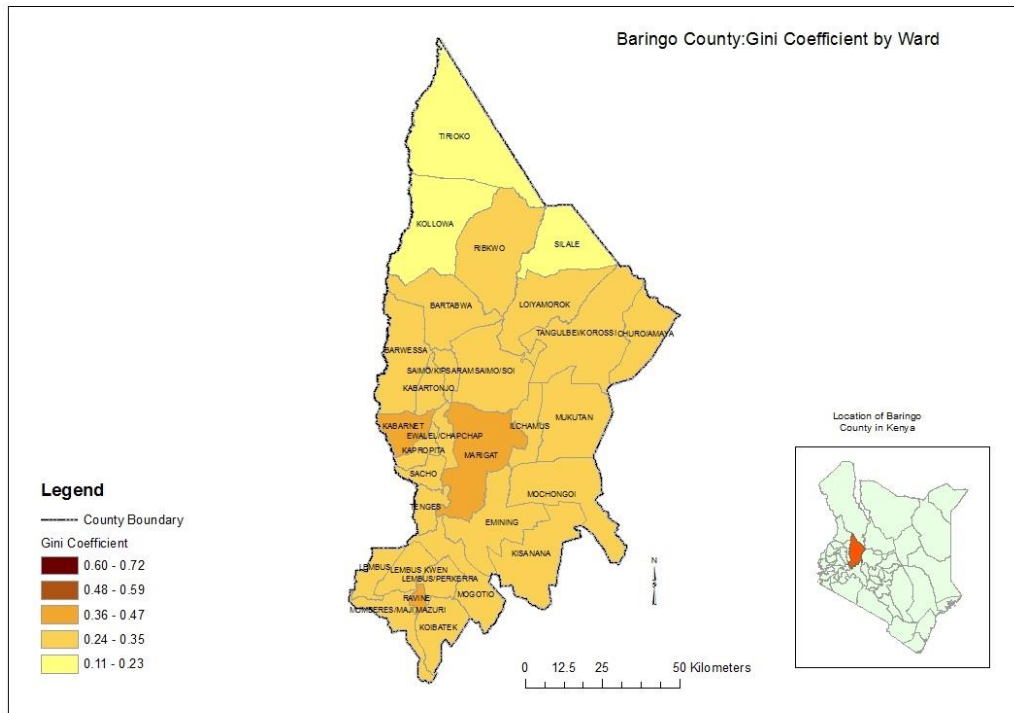 Baringo County:Gini Coefficient by Ward
TIRIOKO
KOLLOWA
RIBKWO
SILALE
BARTABWA
LOIYAMOROK
TANGULBEI/KOROSSI
CHURO/AMAYA
BARWESSA
SAIMO/KIPSARAM
SAIMO/SOI
KABARTONJO
KABARNET
EWALEL/CHAPCHAP
ILCHAMUS
MUKUTAN
KAPROPITA
MARIGAT
SACHO
MOCHONGOI
TENGES
EMINING
KISANANA
LEMBUS
LEMBUS KWEN
LEMBUS/PERKERRA
MOGOTIO
RAVINE
MUMBERES/MAJI MAZURI
KOIBATEK
Legend
County Boundary
Gini Coefficient
0.60 - 0.72
0.48 - 0.59
0.36 - 0.47
0.24 - 0.35
0.11 - 0.23
N
0 12.5 25 50 Kilometers
Location of Baringo
County in Kenya